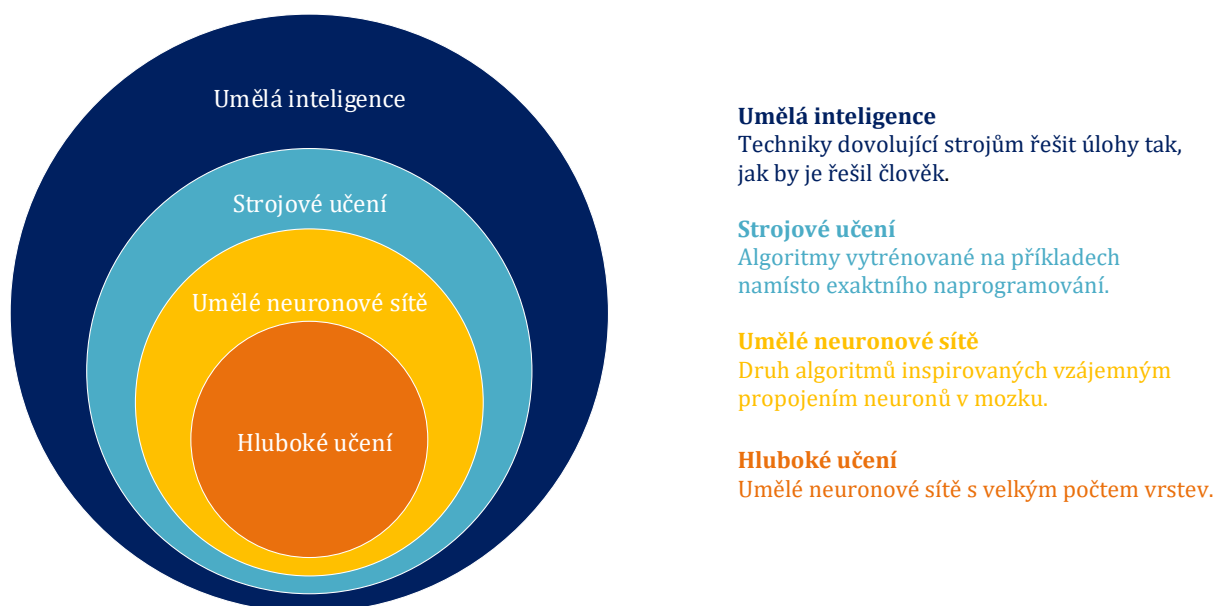 Umělá inteligence
Strojové učení
Umělé neuronové sítě
Hluboké učení
Umělá inteligence
Techniky dovolující strojům řešit úlohy tak,
jak by je řešil člověk.
Strojové učení
Algoritmy vytrénované na příkladech
namísto exaktního naprogramování.
Umělé neuronové sítě
Druh algoritmů inspirovaných vzájemným
propojením neuronů v mozku.
Hluboké učení
Umělé neuronové sítě s velkým počtem vrstev.